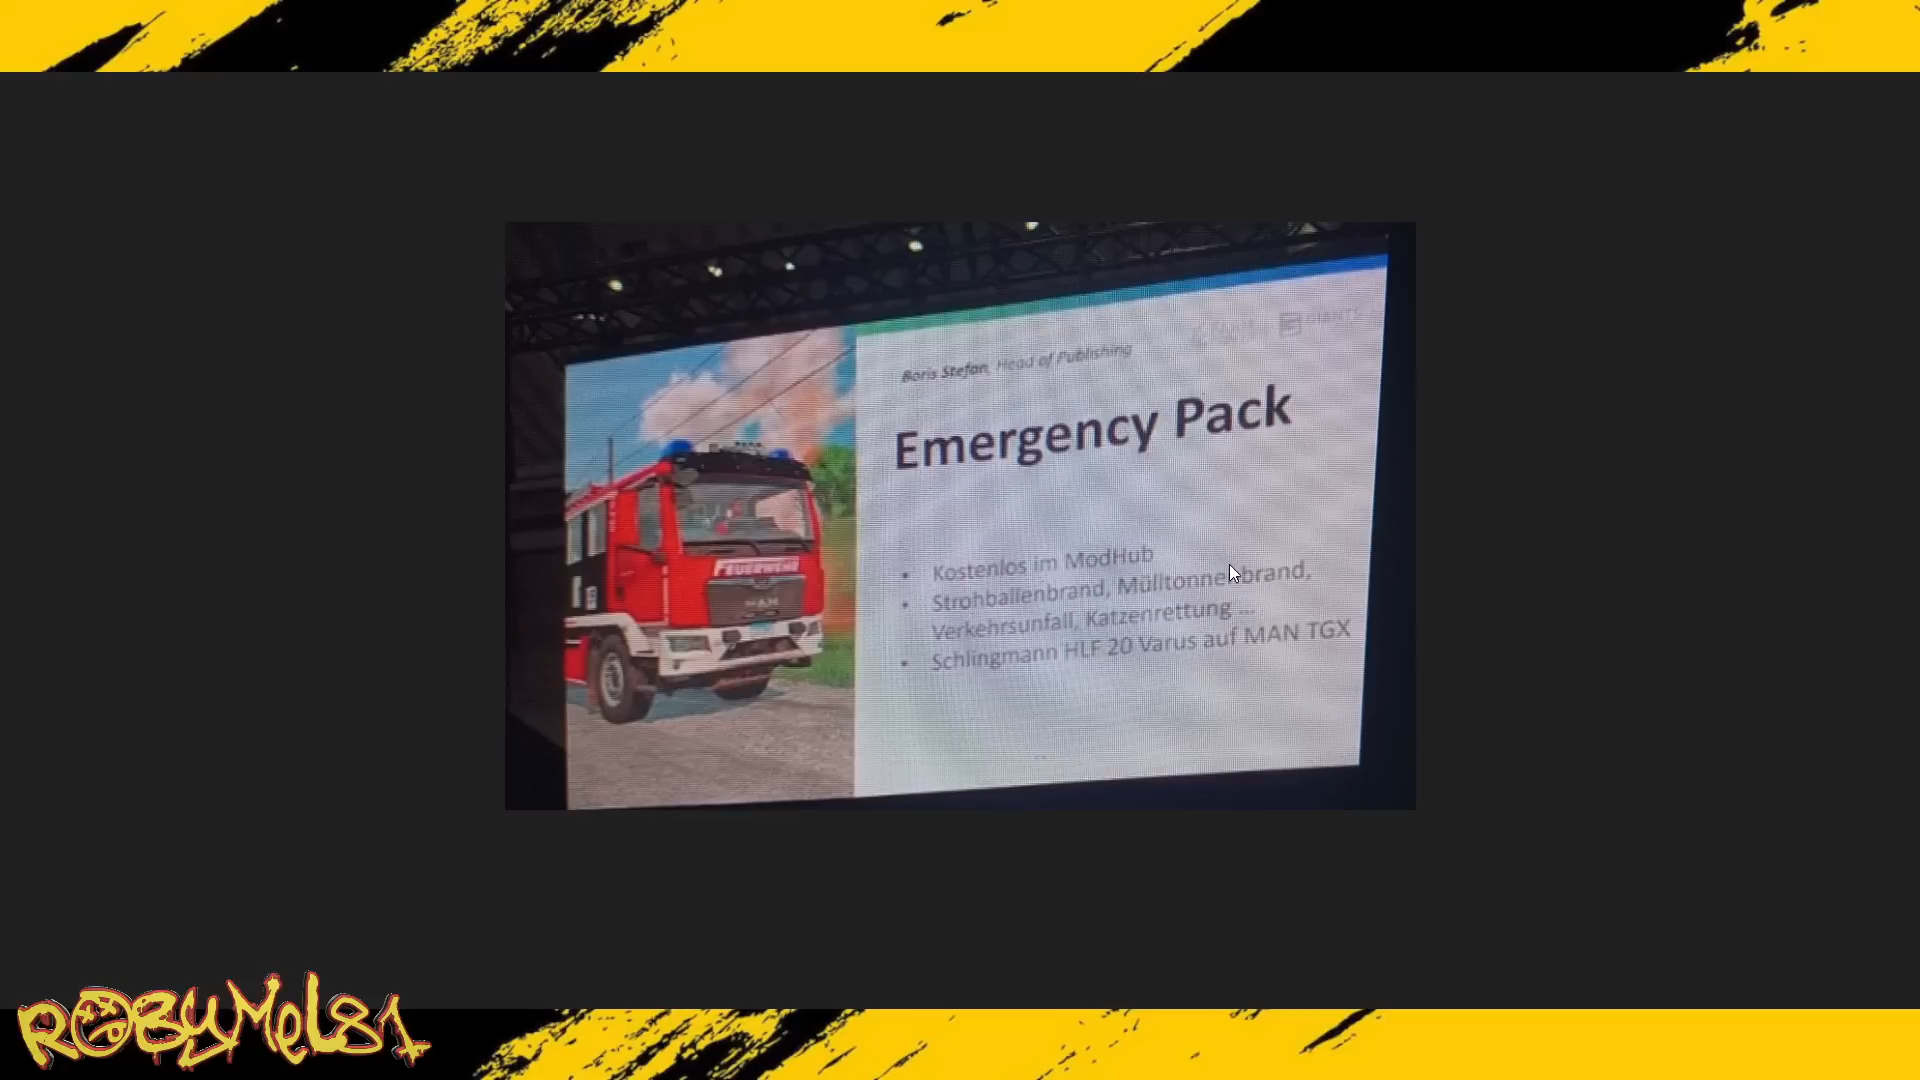 GIANTS
Boris Stefan, Head of Publishing
Emergency Pack
• Kostenlos im ModHub
• Strohballenbrand, Mülltonnenbrand,
Verkehrsunfall, Katzenrettung ...
• Schlingmann HLF 20 Varus auf MAN TGX
FEUERWEHR
MAN
RobyMel81